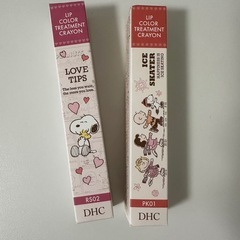 LIP
COLOR
TREATMENT
CRAYON
LOVE
TIPS
The less you want,
the more you love.
RS02
DHC
LIP
COLOR
TREATMENT
CRAYON
ICE
SKATER
PK01
DHC